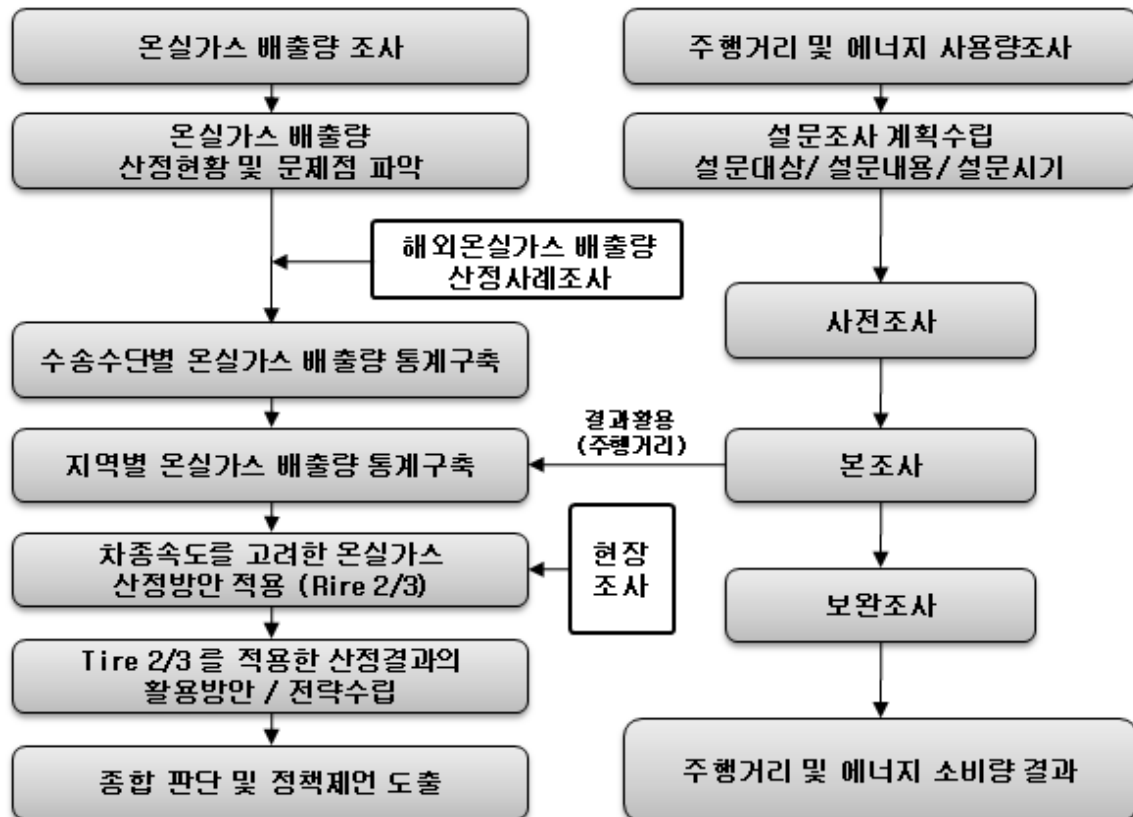 온실가스 배출량 조사
온실가스 배출량
산정현황 및 문제점 파악
해외온실가스 배출량
산정사례조사
수송수단별 온실가스 배출량 통계구축
지역별 온실가스 배출량 통계구축
차종속도를 고려한 온실가스
산정방안 적용 (Rire 2/3)
현장
조사
Tire 2/3 를 적용한 산정결과의
활용방안 / 전략수립
종합 판단 및 정책제언 도출
주행거리 및 에너지 사용량조사
설문조사 계획수립
설문대상/ 설문내용/ 설문시기
사전조사
결과활용
(주행거리)
본조사
보완조사
주행거리 및 에너지 소비량 결과